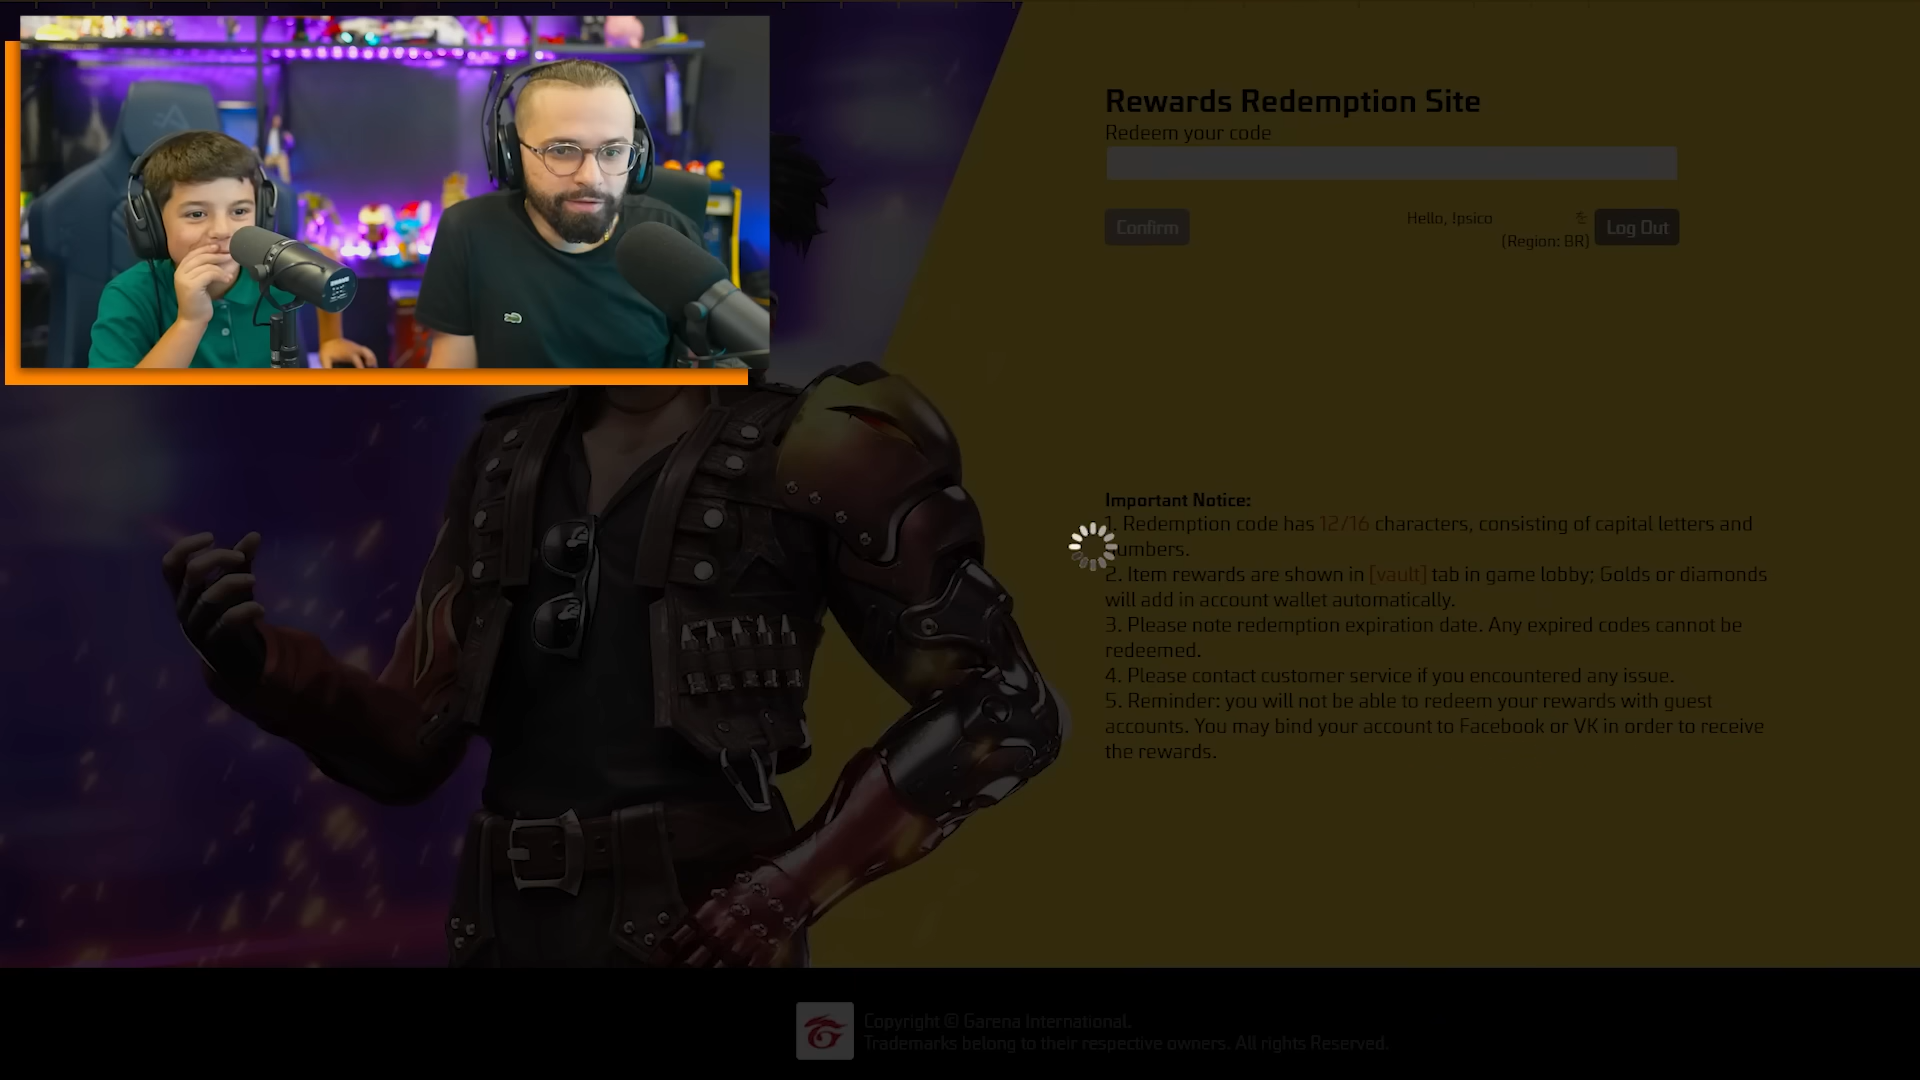 Rewards Redemption Site
Redeem your code
Confirm
Hello, !psico
(Region: BR)
Log Out
Important Notice:
1. Redemption code has 12/16 characters, consisting of capital letters and
numbers.
2. Item rewards are shown in [vault] tab in game lobby; Golds or diamonds
will add in account wallet automatically.
3. Please note redemption expiration date. Any expired codes cannot be
redeemed.
4. Please contact customer service if you encountered any issue.
5. Reminder: you will not be able to redeem your rewards with guest
accounts. You may bind your account to Facebook or VK in order to receive
the rewards.
Copyright © Garena International.
Trademarks belong to their respective owners. All rights Reserved.